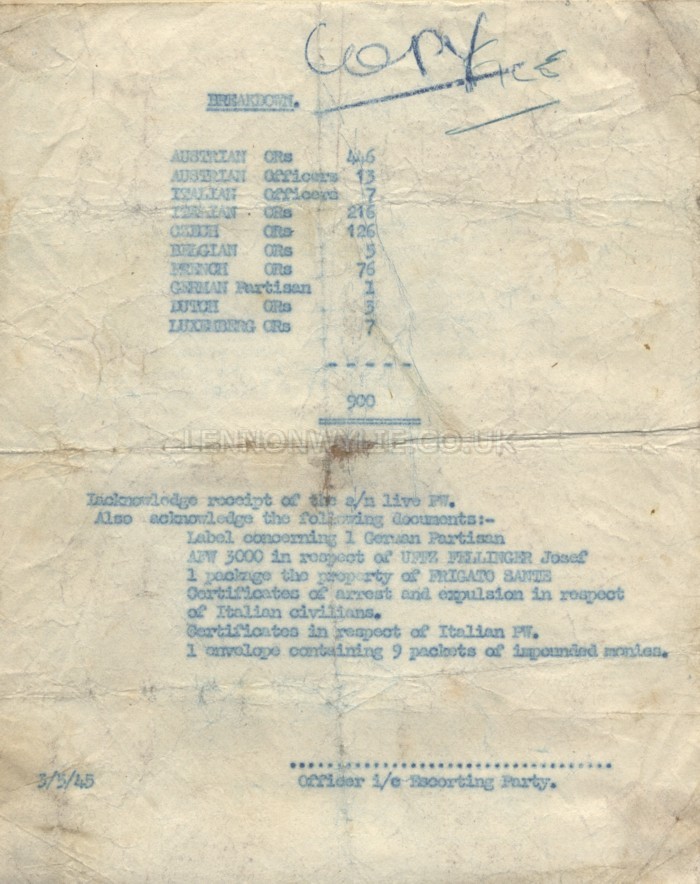 Copy
BREAKDOWN.
AUSTRIAN ORs 446
AUSTRIAN Officers 13
ITALIAN Officers 7
ITALIAN ORs 216
CZECH ORs 126
BELGIAN ORs 5
FRENCH ORs 76
GERMAN Partisan 1
DUTCH ORs 3
LUXEMBERG ORs 7
900
LENNONWYLIE.CO.UK
Iacknowledge receipt of the a/n live PW.
Also acknowledge the following documents:-
Label concerning 1 German Partisan
AFW 3000 in respect of UFFZ FELLINGER Josef
1 package the property of FRIGATO SANTE
Certificates of arrest and expulsion in respect
of Italian civilians.
Certificates in respect of Italian PW.
1 envelope containing 9 packets of impounded monies.
3/5/45
Officer i/c Escorting Party.